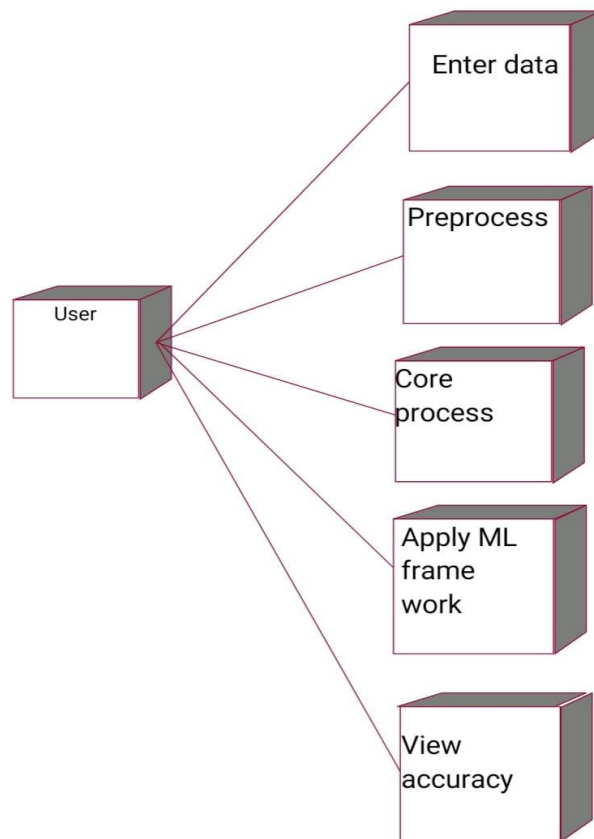 Enter data
Preprocess
User
Core
process
Apply ML
frame
work
View
accuracy